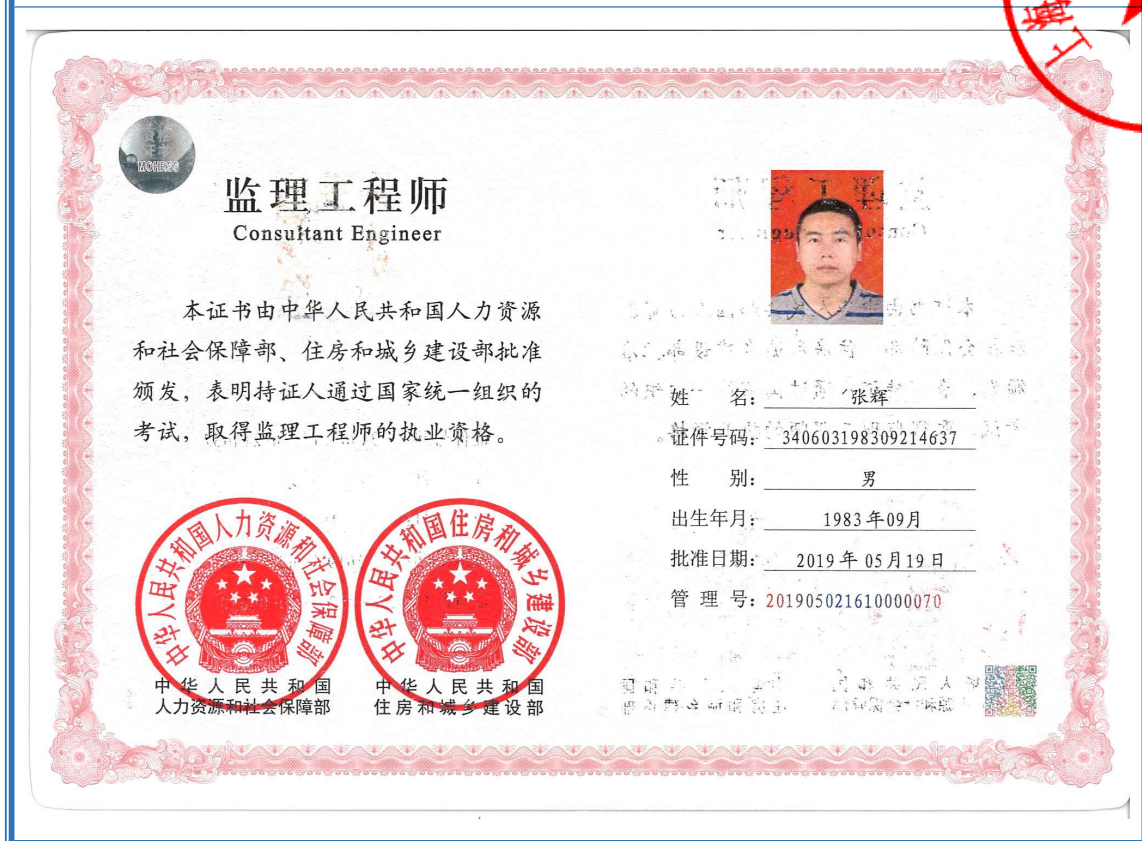 上海
MOHRSS
监理工程师
Consultant Engineer
本证书由中华人民共和国人力资源
和社会保障部、住房和城乡建设部批准
颁发，表明持证人通过国家统一组织的
考试，取得监理工程师的执业资格。
姓 名：张辉
证件号码：340603198309214637
性 别：男
出生年月：1983年09月
批准日期：2019年05月19日
管 理 号：201905021610000070
中华人民共和国人力资源和社会保障部
中华人民共和国住房和城乡建设部
中华人民共和国
人力资源和社会保障部
中华人民共和国
住房和城乡建设部